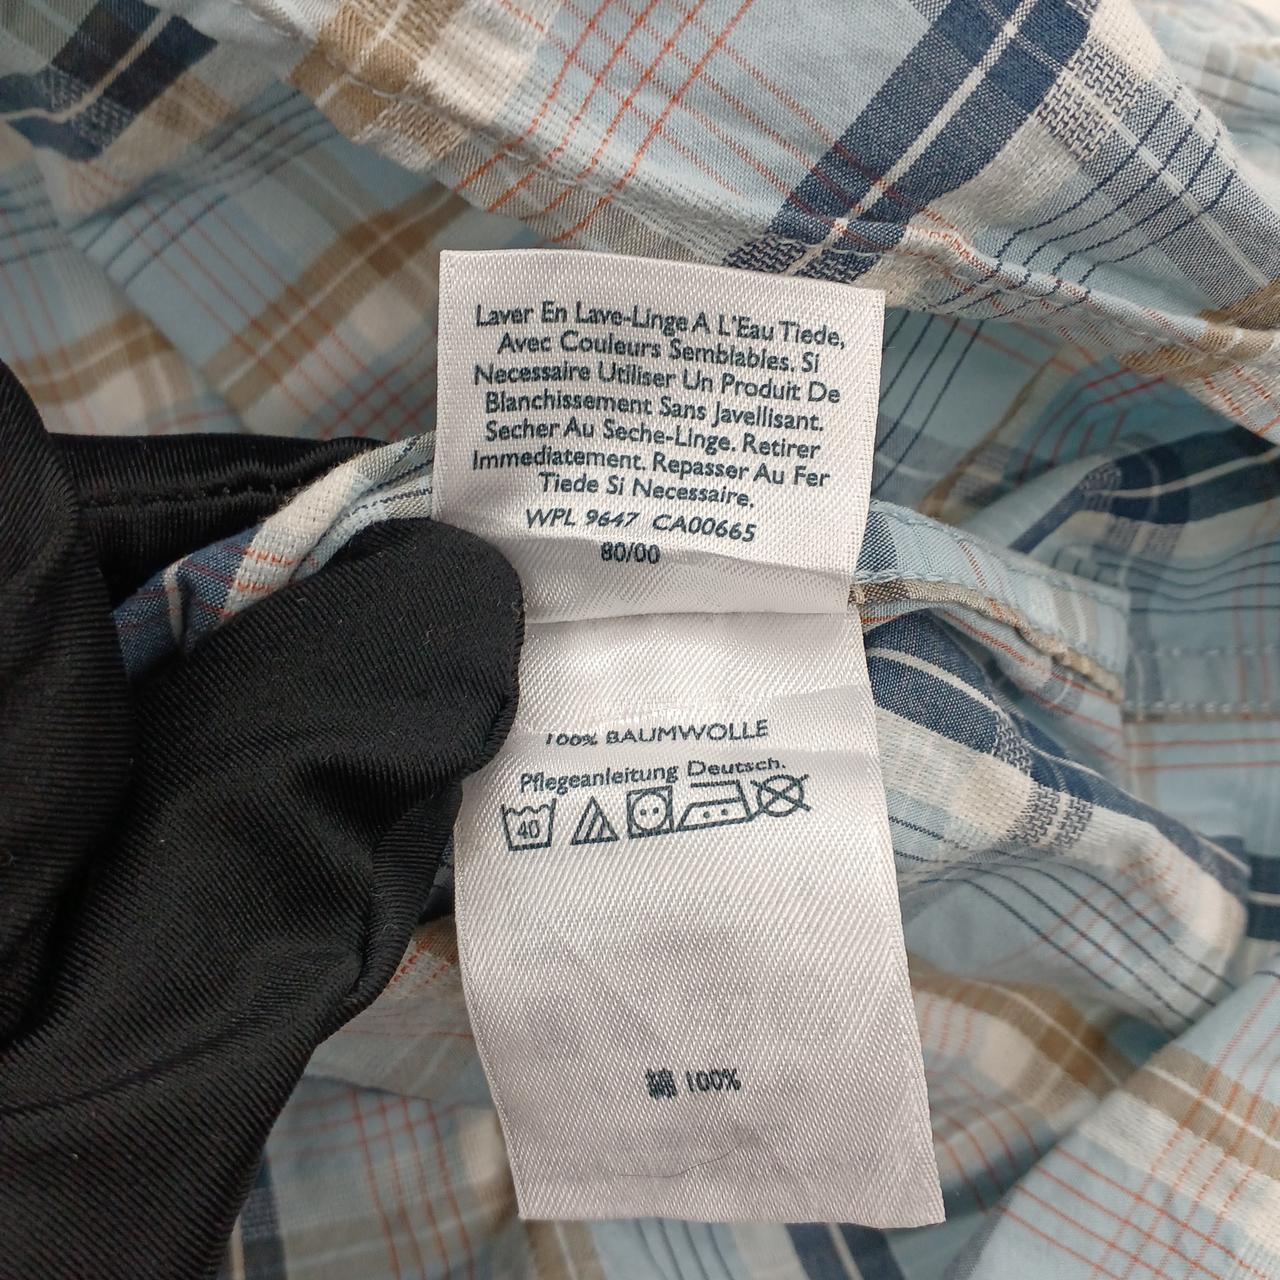 Laver En Lave-Linge A L'Eau Tiede,
Avec Couleurs Semblables. Si
Necessaire Utiliser Un Produit De
Blanchissement Sans Javellisant.
Secher Au Seche-Linge. Retirer
Immediatement. Repasser Au Fer
Tiede Si Necessaire.
WPL 9647 CA00665
80/00
100% BAUMWOLLE
Pflegeanleitung Deutsch.
40
綿 100%